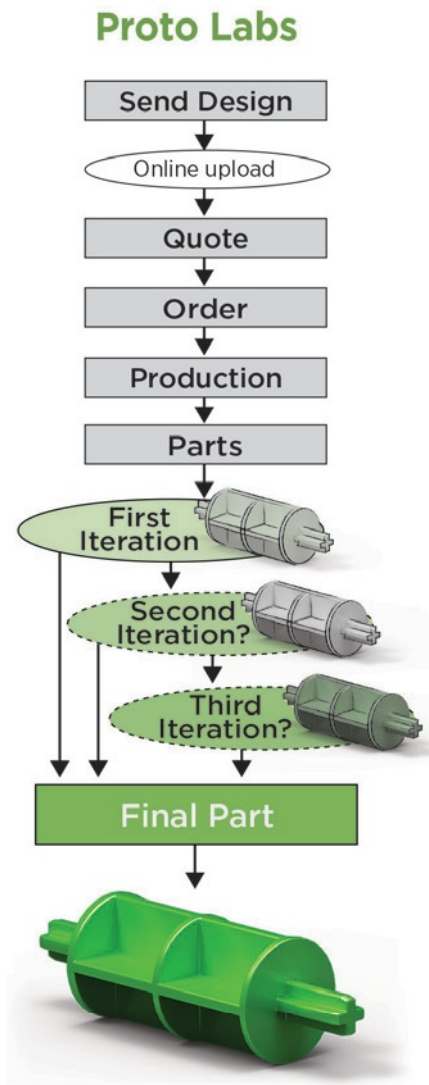 Proto Labs
Send Design
Online upload
Quote
Order
Production
Parts
First
Iteration
Second
Iteration?
Third
Iteration?
Final Part